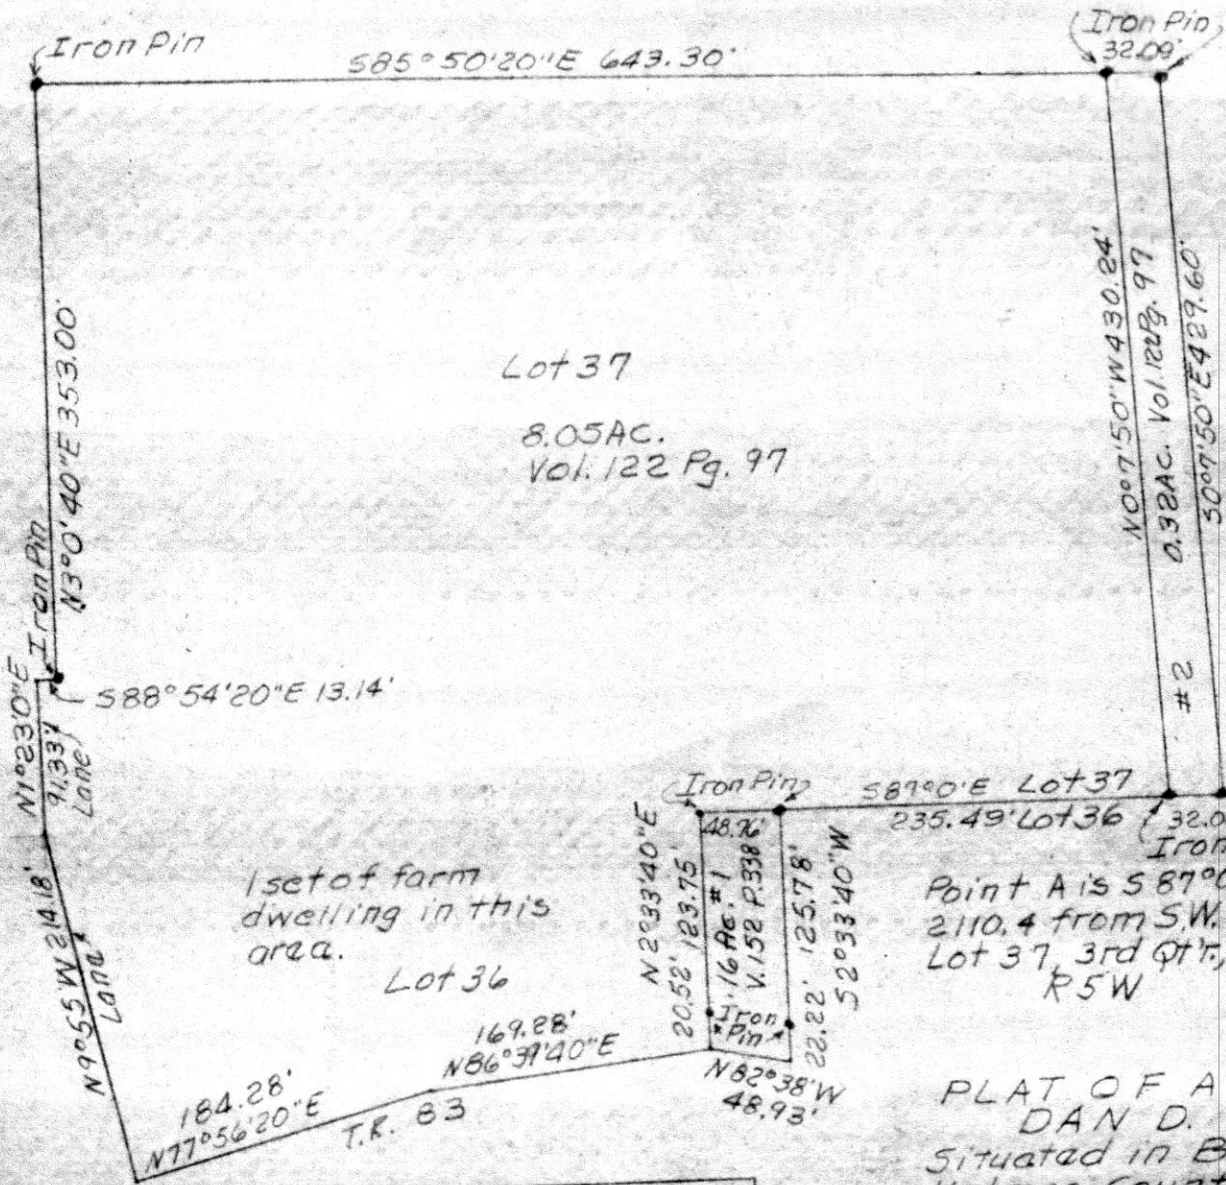 Iron Pin
S85°50'20"E 643.30'
Iron Pin
32.09'
N3°0'40"E 353.00'
Iron Pin
Lot 37
8.05AC.
Vol. 122 Pg. 97
N0°7'50"W 430.24'
0.32AC. Vol. 122 Pg. 97
S0°7'50"E 429.60'
#2
S88°54'20"E 13.14'
N1°23'0"E
91.33'
Lane
Iron Pin
S87°0'E Lot 37
235.49' Lot 36
48.76'
32.0
Iron
N9°55'W 214.18'
Lane
1 set of farm
dwelling in this
area.
Lot 36
N2°33'40"E
20.52' 123.75'
.16 Ac. #1
V.152 P.338
22.22' 125.78'
S2°33'40"W
Iron
Pin
Point A is S 87°0
2110.4 from S.W.
Lot 37, 3rd Qt'r.,
R 5 W
169.28'
N86°39'40"E
184.28'
N77°56'20"E
T.R. 83
N82°38'W
48.93'
PLAT OF A
DAN D.
Situated in B